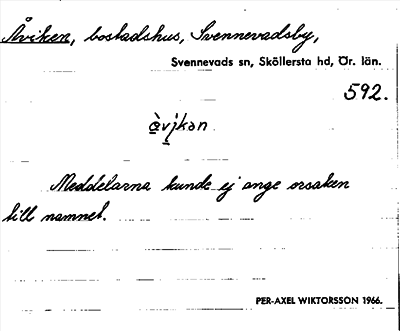 Åviken, bostadshus, Svennevadsby,
Svennevads sn, Sköllersta hd, Ör. län.
592.
Meddelarna kunde ej ange orsaken
till namnet.
PER-AXEL WIKTORSSON 1966.